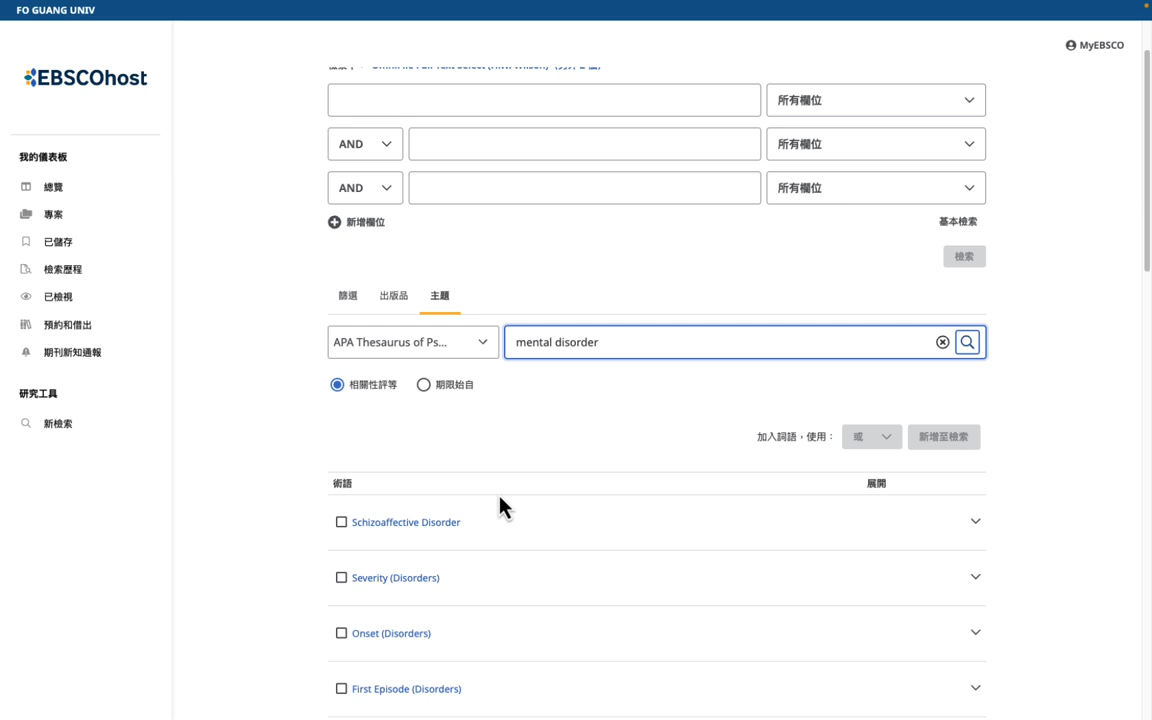 FO GUANG UNIV
MyEBSCO
EBSCOhost
我的儀表板
總覽
專案
已儲存
檢索歷程
已檢視
預約和借出
期刊新知通報
研究工具
新檢索
所有欄位
AND
所有欄位
AND
所有欄位
新增欄位
基本檢索
檢索
篩選
出版品
主題
APA Thesaurus of Ps...
mental disorder
相關性評等
期限始自
加入詞語，使用：
或
新增至檢索
術語
展開
Schizoaffective Disorder
Severity (Disorders)
Onset (Disorders)
First Episode (Disorders)